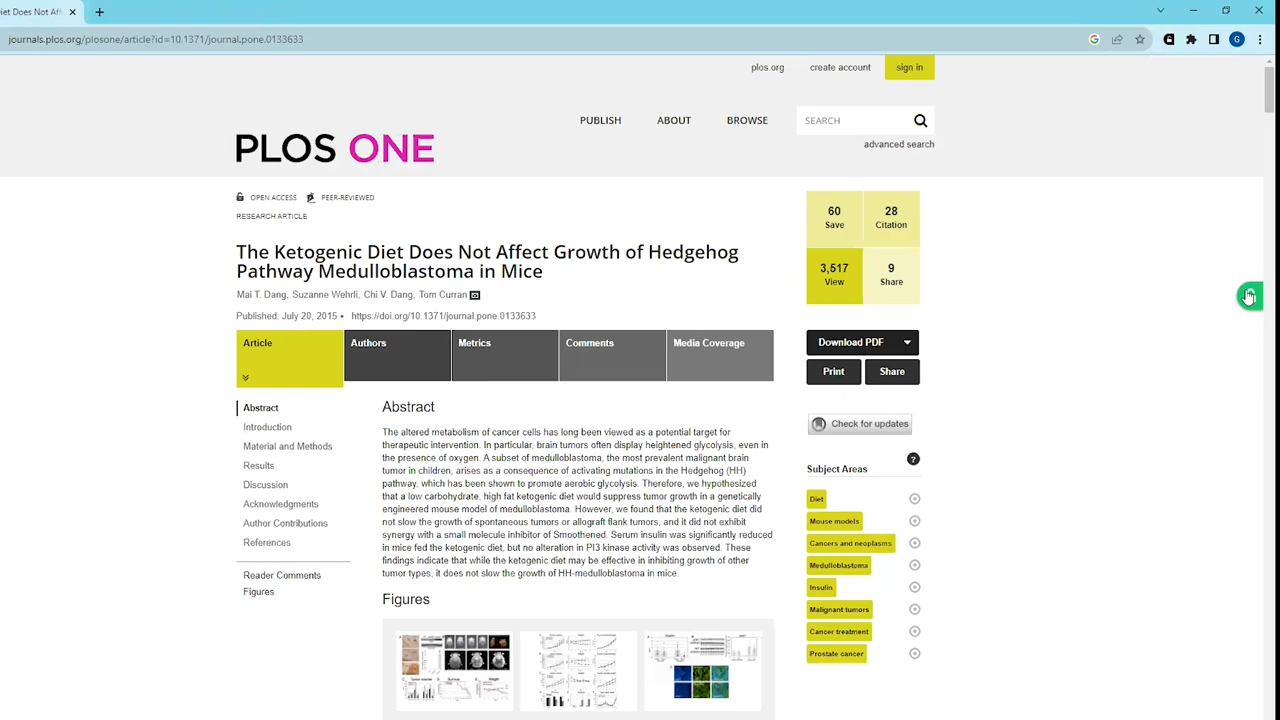 iet Does Not Aff
journals.plos.org/plosone/article?id=10.1371/journal.pone.0133633
G
plos.org
create account
sign in
PUBLISH
ABOUT
BROWSE
SEARCH
advanced search
PLOS ONE
OPEN ACCESS
PEER-REVIEWED
RESEARCH ARTICLE
The Ketogenic Diet Does Not Affect Growth of Hedgehog
Pathway Medulloblastoma in Mice
Mai T. Dang, Suzanne Wehrli, Chi V. Dang, Tom Curran
Published: July 20, 2015 • https://doi.org/10.1371/journal.pone.0133633
60
Save
28
Citation
3,517
View
9
Share
Download PDF
Print
Share
Check for updates
Article
Authors
Metrics
Comments
Media Coverage
Abstract
Introduction
Material and Methods
Results
Discussion
Acknowledgments
Author Contributions
References
Reader Comments
Figures
Abstract
The altered metabolism of cancer cells has long been viewed as a potential target for
therapeutic intervention. In particular, brain tumors often display heightened glycolysis, even in
the presence of oxygen. A subset of medulloblastoma, the most prevalent malignant brain
tumor in children, arises as a consequence of activating mutations in the Hedgehog (HH)
pathway, which has been shown to promote aerobic glycolysis. Therefore, we hypothesized
that a low carbohydrate, high fat ketogenic diet would suppress tumor growth in a genetically
engineered mouse model of medulloblastoma. However, we found that the ketogenic diet did
not slow the growth of spontaneous tumors or allograft flank tumors, and it did not exhibit
synergy with a small molecule inhibitor of Smoothened. Serum insulin was significantly reduced
in mice fed the ketogenic diet, but no alteration in PI3 kinase activity was observed. These
findings indicate that while the ketogenic diet may be effective in inhibiting growth of other
tumor types, it does not slow the growth of HH-medulloblastoma in mice.
Figures
?
Subject Areas
Diet
Mouse models
Cancers and neoplasms
Medulloblastoma
Insulin
Malignant tumors
Cancer treatment
Prostate cancer